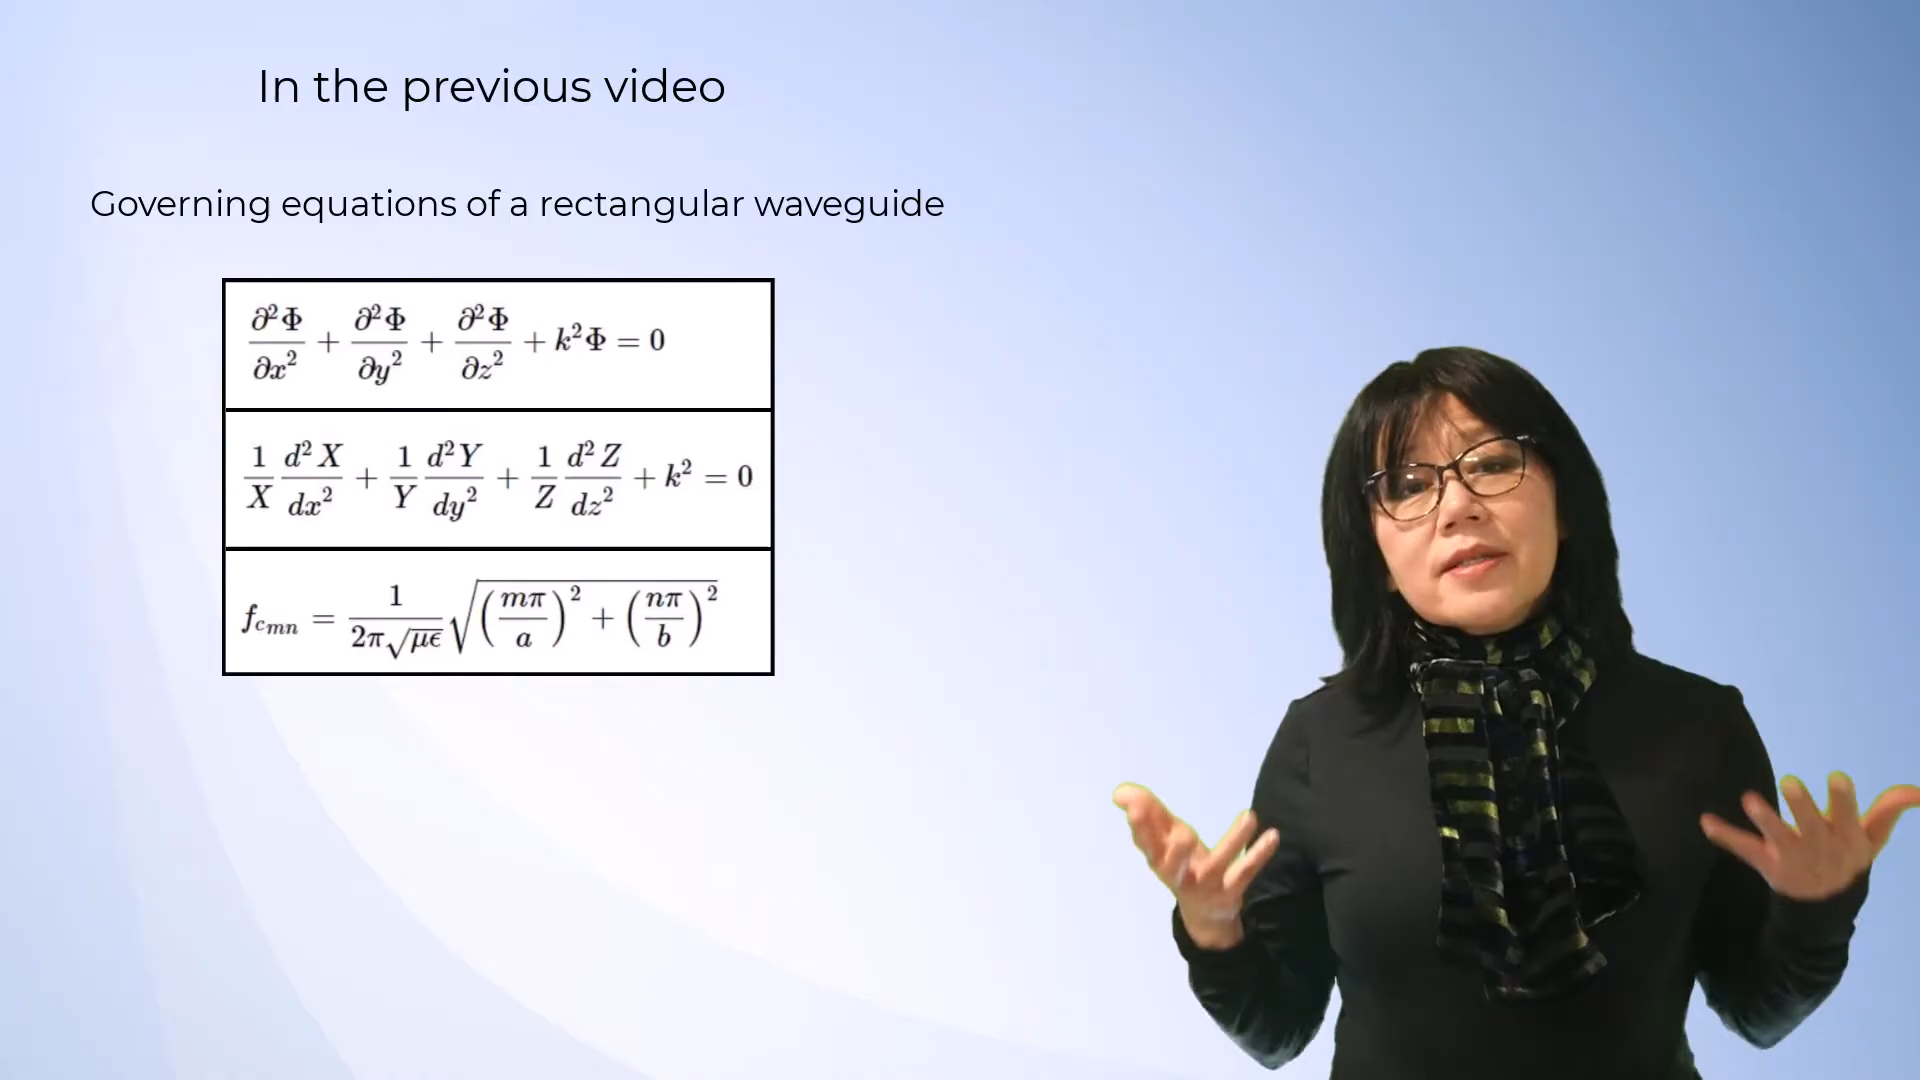 In the previous video
Governing equations of a rectangular waveguide
∂²Φ/∂x² + ∂²Φ/∂y² + ∂²Φ/∂z² + k²Φ = 0
1/X d²X/dx² + 1/Y d²Y/dy² + 1/Z d²Z/dz² + k² = 0
f_{c_{mn}} = 1/(2π√με) √((mπ/a)² + (nπ/b)²)